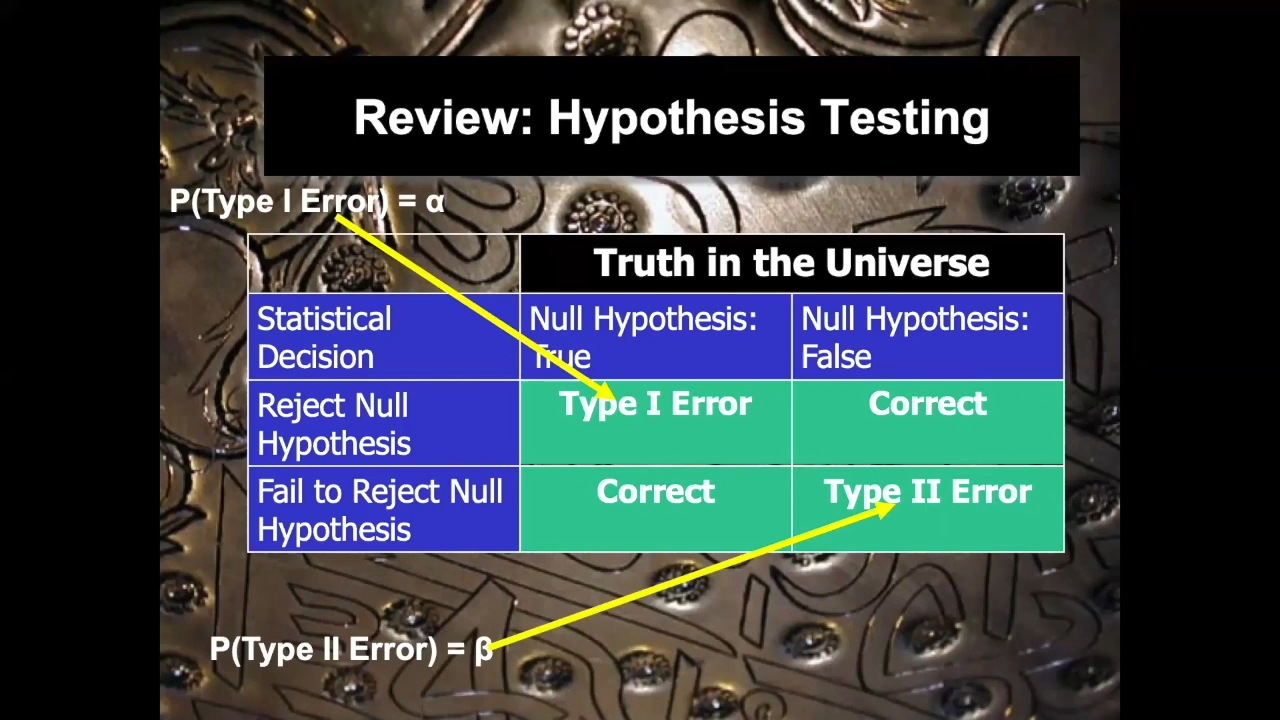 Review: Hypothesis Testing
P(Type I Error) = α
Truth in the Universe
Statistical
Decision
Null Hypothesis:
True
Null Hypothesis:
False
Reject Null
Hypothesis
Type I Error
Correct
Fail to Reject Null
Hypothesis
Correct
Type II Error
P(Type II Error) = β